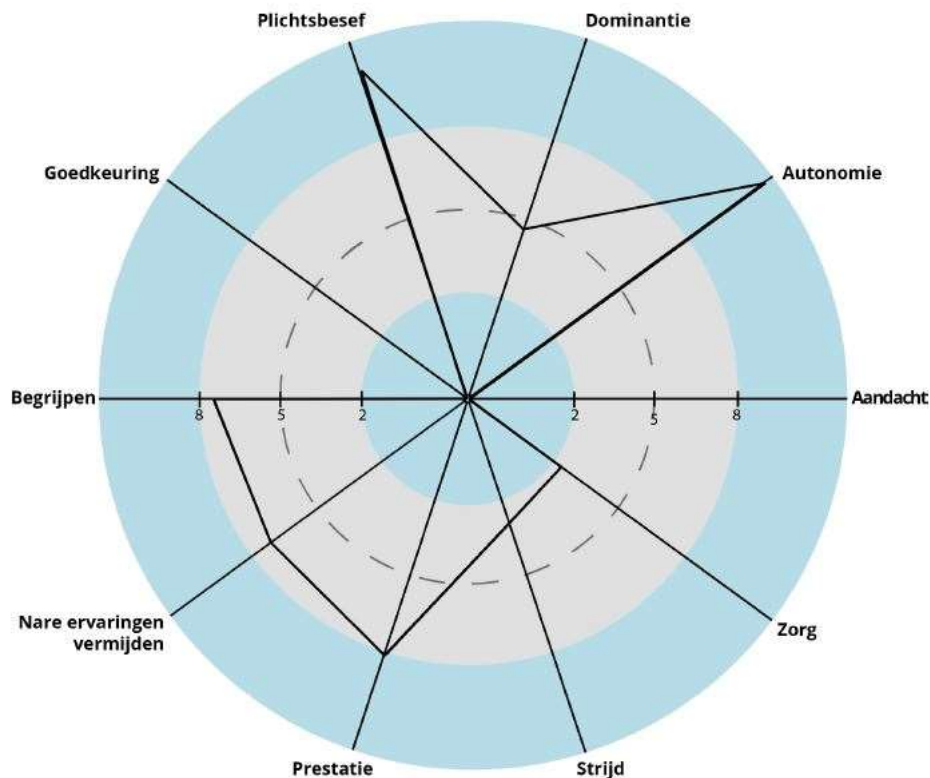 Plichtsbesef
Dominantie
Goedkeuring
Autonomie
Begrijpen
8
5
2
2
5
8
Aandacht
Nare ervaringen
vermijden
Zorg
Prestatie
Strijd